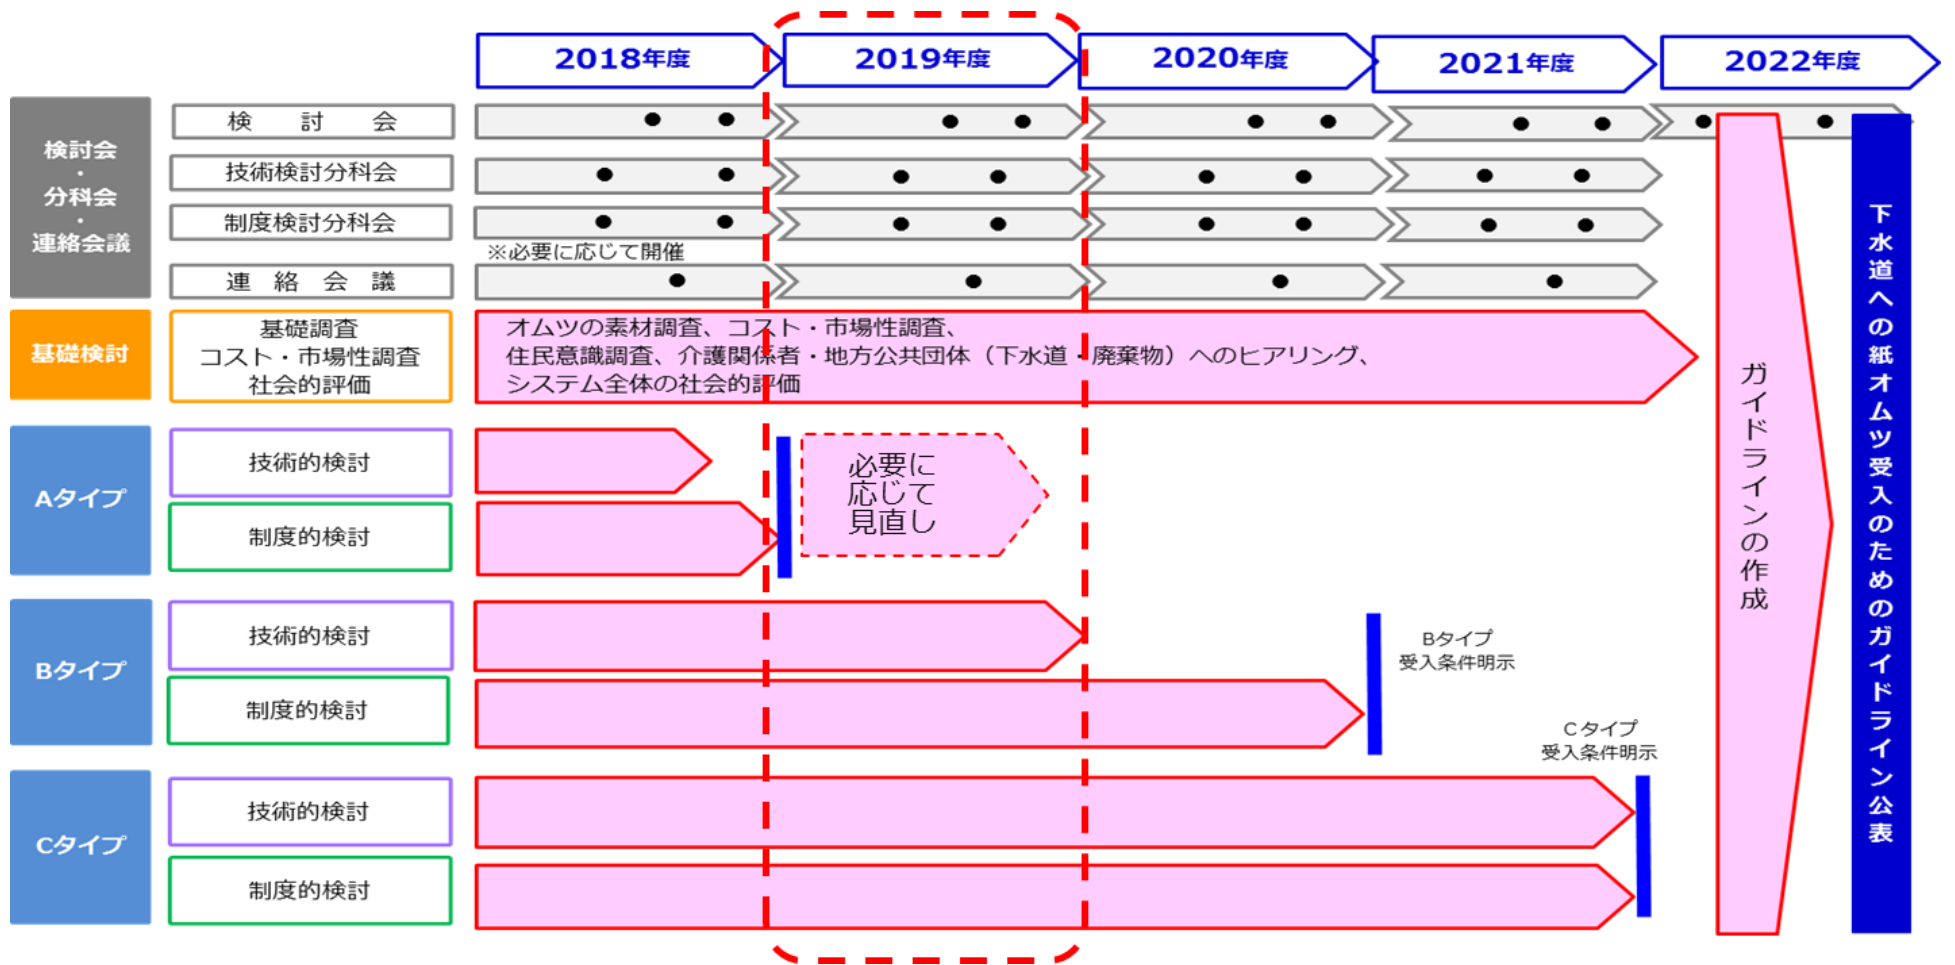 2018年度
2019年度
2020年度
2021年度
2022年度
検討会
・
分科会
・
連絡会議
検　討　会
技術検討分科会
制度検討分科会
※必要に応じて開催
連　絡　会　議
基礎検討
基礎調査
コスト・市場性調査
社会的評価
オムツの素材調査、コスト・市場性調査、
住民意識調査、介護関係者・地方公共団体（下水道・廃棄物）へのヒアリング、
システム全体の社会的評価
Aタイプ
技術的検討
制度的検討
必要に
応じて
見直し
Bタイプ
技術的検討
制度的検討
Bタイプ
受入条件明示
Cタイプ
技術的検討
制度的検討
Cタイプ
受入条件明示
ガイドラインの作成
下水道への紙オムツ受入のためのガイドライン公表